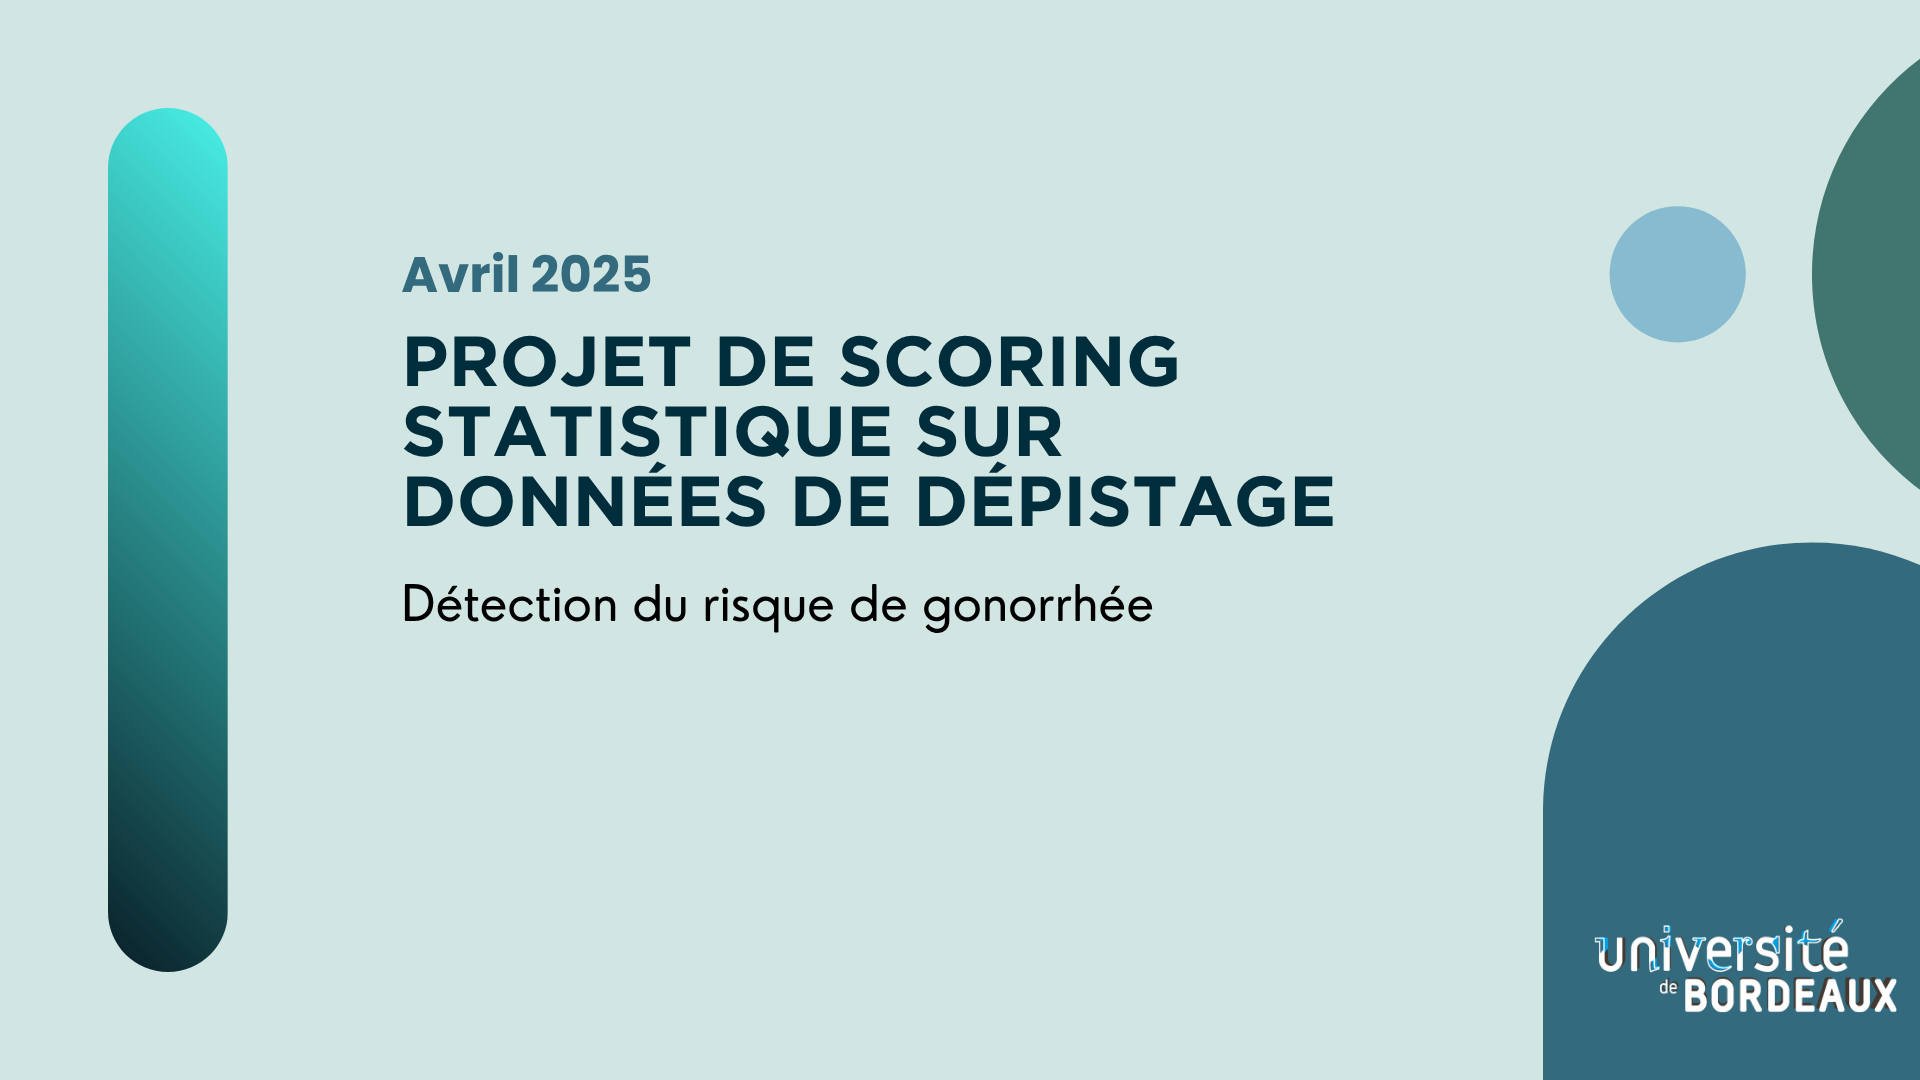 Avril 2025
PROJET DE SCORING
STATISTIQUE SUR
DONNÉES DE DÉPISTAGE
Détection du risque de gonorrhée
université
de BORDEAUX